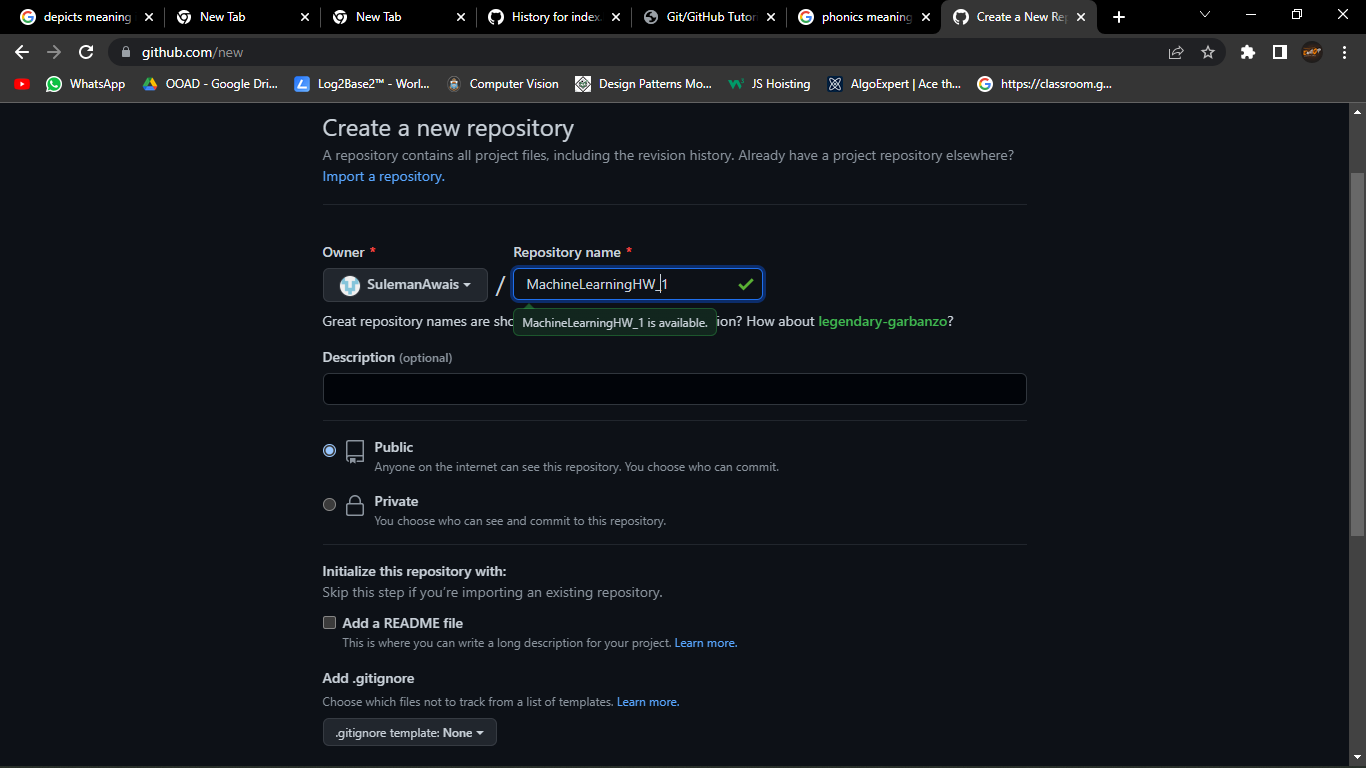 depicts meaning
New Tab
New Tab
History for index.
Git/GitHub Tutor
phonics meaning
Create a New Re
github.com/new
WhatsApp
OOAD - Google Dri...
Log2Base2™ - Worl...
Computer Vision
Design Patterns Mo...
JS Hoisting
AlgoExpert | Ace th...
https://classroom.g...
Create a new repository
A repository contains all project files, including the revision history. Already have a project repository elsewhere?
Import a repository.
Owner *
Repository name *
SulemanAwais
/
MachineLearningHW_1
Great repository names are sho
MachineLearningHW_1 is available.
ion? How about legendary-garbanzo?
Description (optional)
Public
Anyone on the internet can see this repository. You choose who can commit.
Private
You choose who can see and commit to this repository.
Initialize this repository with:
Skip this step if you're importing an existing repository.
Add a README file
This is where you can write a long description for your project. Learn more.
Add .gitignore
Choose which files not to track from a list of templates. Learn more.
.gitignore template: None